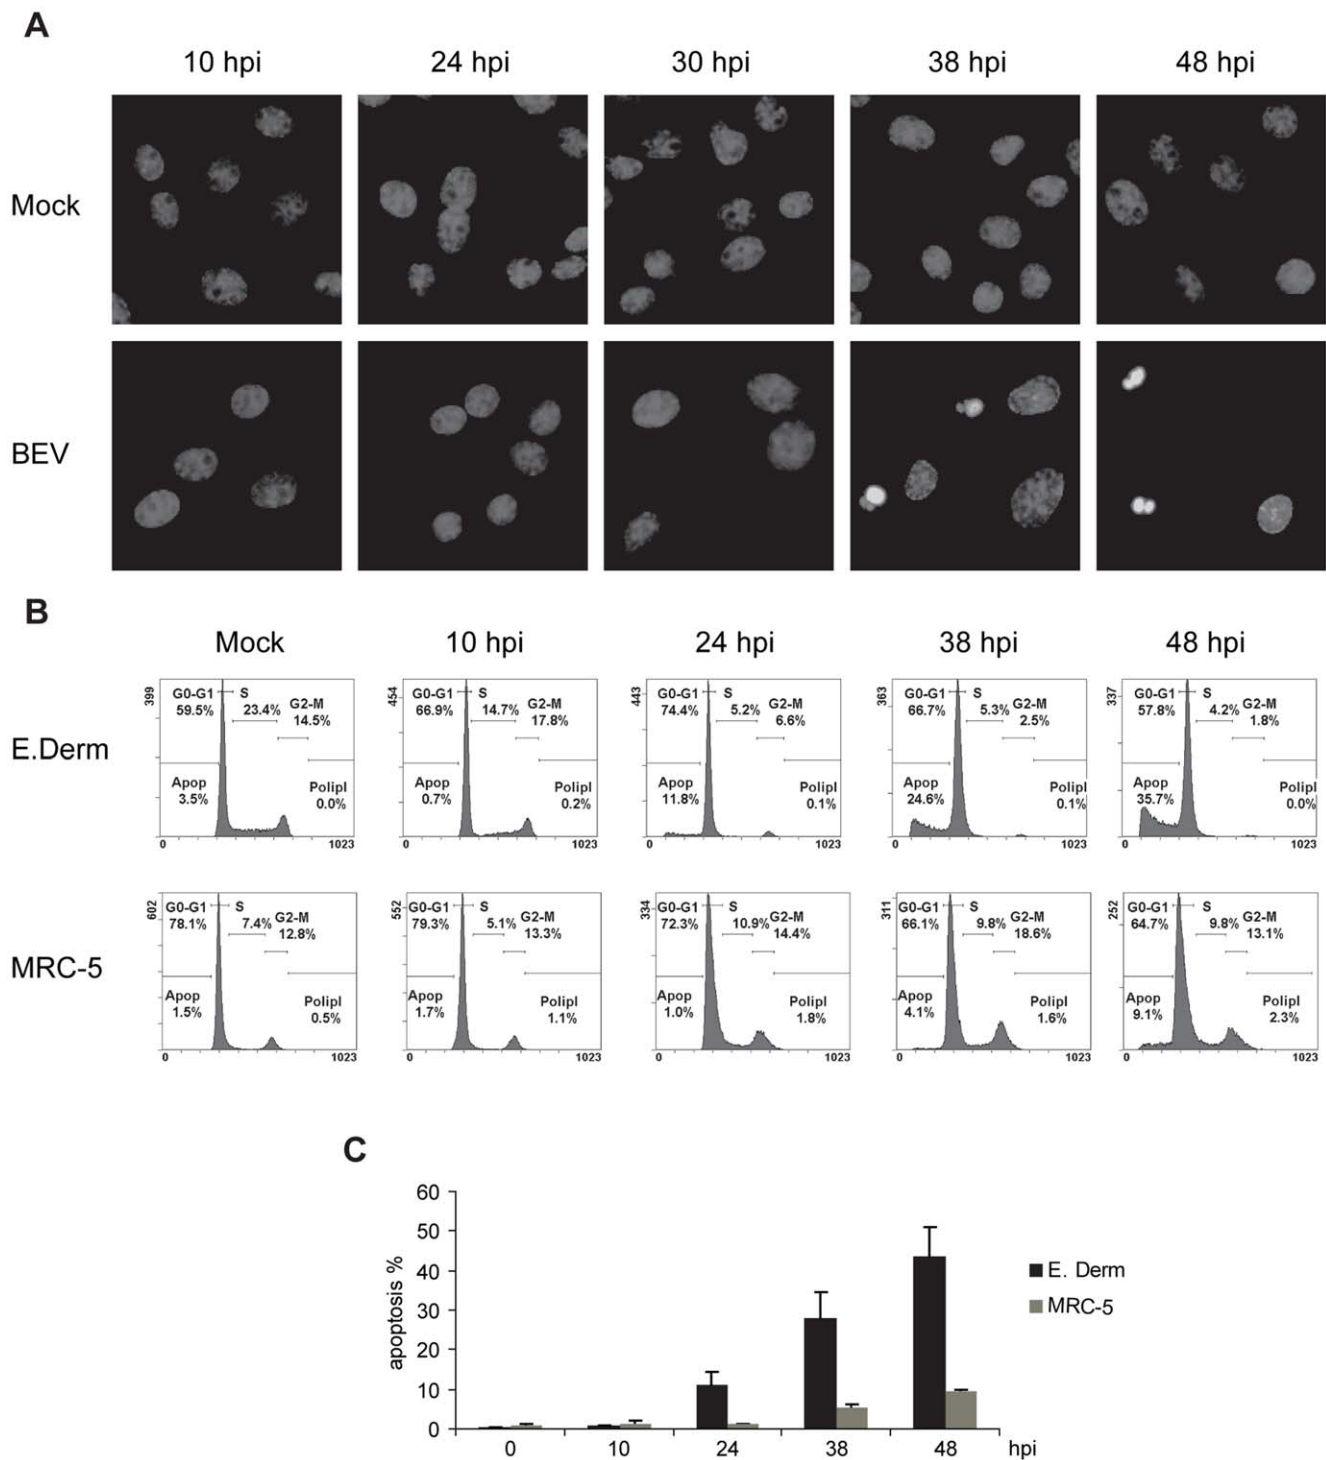 A
10 hpi 24 hpi 30 hpi 38 hpi 48 hpi
Mock
BEV
B
Mock 10 hpi 24 hpi 38 hpi 48 hpi
E.Derm
399
G0-G1 S
59.5% 23.4% G2-M
14.5%
Apop
3.5%
Polipl
0.0%
0 1023
454
G0-G1 S
66.9% 14.7% G2-M
17.8%
Apop
0.7%
Polipl
0.2%
0 1023
443
G0-G1 S
74.4% 5.2% G2-M
6.6%
Apop
11.8%
Polipl
0.1%
0 1023
363
G0-G1 S
66.7% 5.3% G2-M
2.5%
Apop
24.6%
Polipl
0.1%
0 1023
337
G0-G1 S
57.8% 4.2% G2-M
1.8%
Apop
35.7%
Polipl
0.0%
0 1023
MRC-5
602
G0-G1 S
78.1% 7.4% G2-M
12.8%
Apop
1.5%
Polipl
0.5%
0 1023
552
G0-G1 S
79.3% 5.1% G2-M
13.3%
Apop
1.7%
Polipl
1.1%
0 1023
334
G0-G1 S
72.3% 10.9% G2-M
14.4%
Apop
1.0%
Polipl
1.8%
0 1023
311
G0-G1 S
66.1% 9.8% G2-M
18.6%
Apop
4.1%
Polipl
1.6%
0 1023
252
G0-G1 S
64.7% 9.8% G2-M
13.1%
Apop
9.1%
Polipl
2.3%
0 1023
C
apoptosis %
60
50
40
30
20
10
0
0 10 24 38 48 hpi
E. Derm
MRC-5